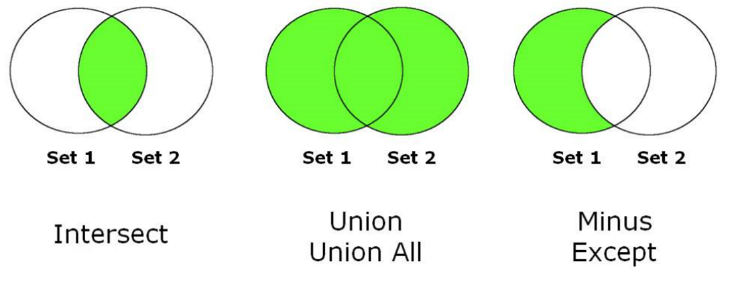 Set 1 Set 2
Set 1 Set 2
Set 1 Set 2
Intersect
Union
Union All
Minus
Except